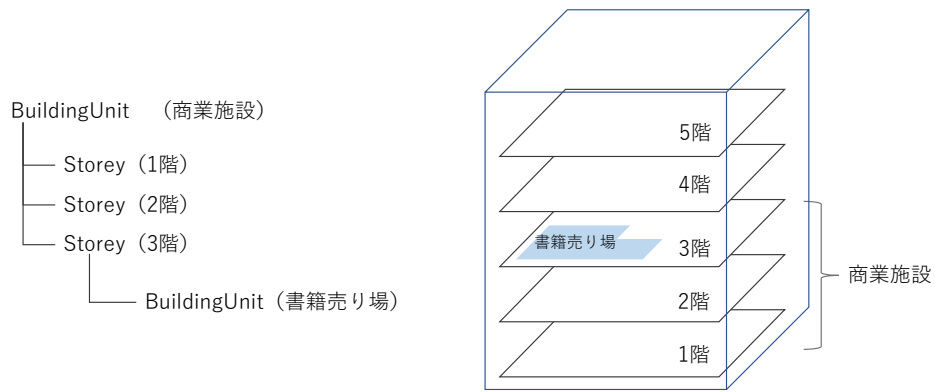 BuildingUnit （商業施設）
Storey（1階）
Storey（2階）
Storey（3階）
BuildingUnit（書籍売り場）
5階
4階
書籍売り場
3階
商業施設
2階
1階